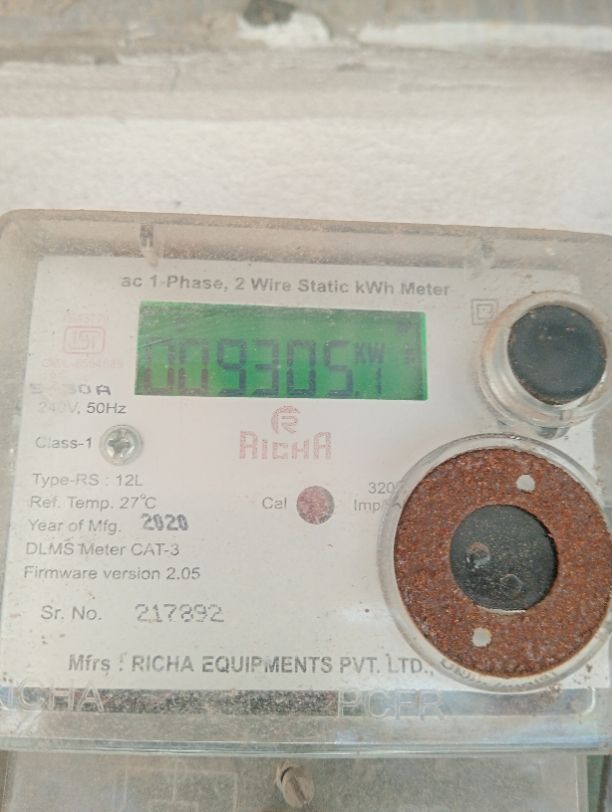 ac 1-Phase, 2 Wire Static kWh Meter
009305.1 KW
240V, 50Hz
Class-1
RICHA
Type-RS : 12L
Ref. Temp. 27°C
Cal
Imp
Year of Mfg. 2020
DLMS Meter CAT-3
Firmware version 2.05
Sr. No. 217892
Mfrs : RICHA EQUIPMENTS PVT. LTD.,